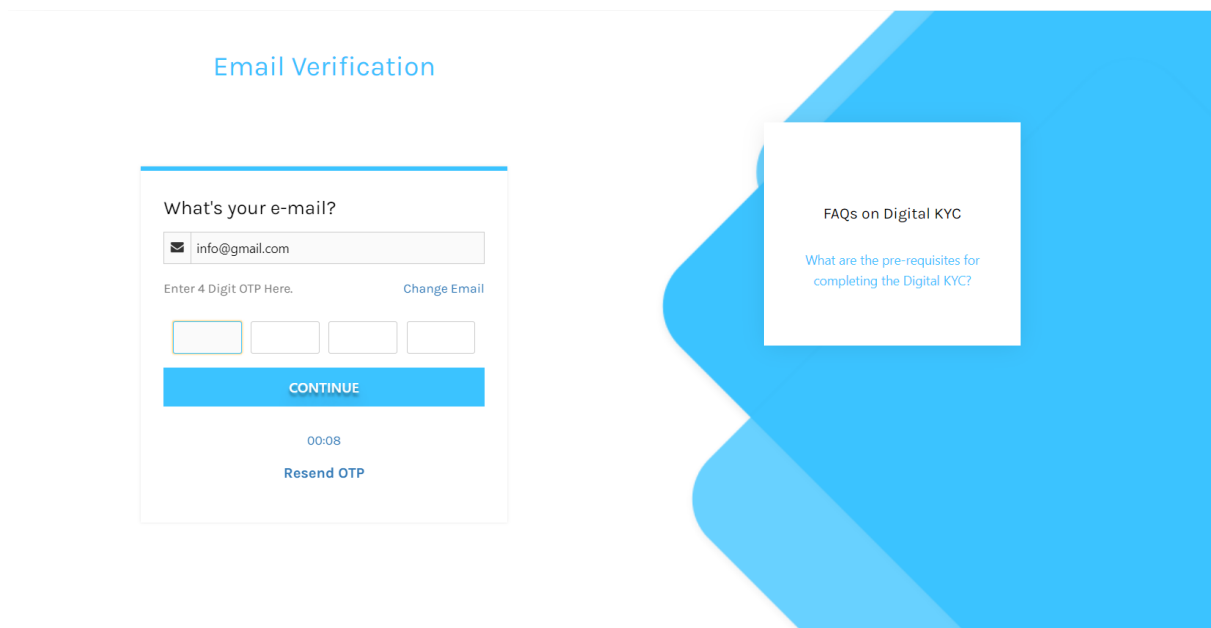 Email Verification
What's your e-mail?
info@gmail.com
Enter 4 Digit OTP Here.
Change Email
CONTINUE
00:08
Resend OTP
FAQs on Digital KYC
What are the pre-requisites for
completing the Digital KYC?